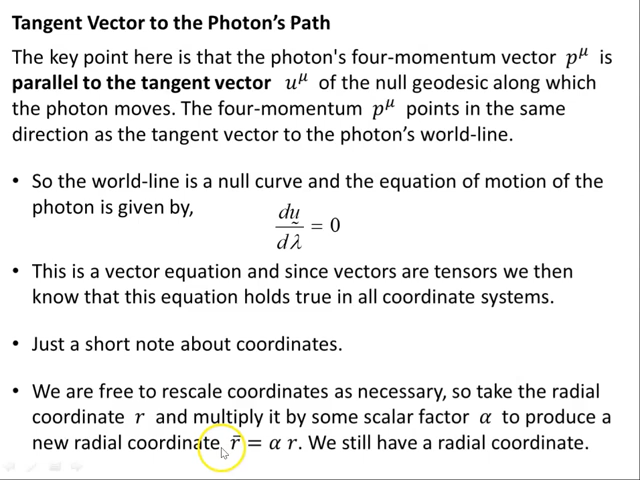 Tangent Vector to the Photon's Path
The key point here is that the photon's four-momentum vector p^μ is
parallel to the tangent vector u^μ of the null geodesic along which
the photon moves. The four-momentum p^μ points in the same
direction as the tangent vector to the photon's world-line.
• So the world-line is a null curve and the equation of motion of the
photon is given by,
dṵ/dλ = 0
• This is a vector equation and since vectors are tensors we then
know that this equation holds true in all coordinate systems.
• Just a short note about coordinates.
• We are free to rescale coordinates as necessary, so take the radial
coordinate r and multiply it by some scalar factor α to produce a
new radial coordinate, r̄ = α r. We still have a radial coordinate.